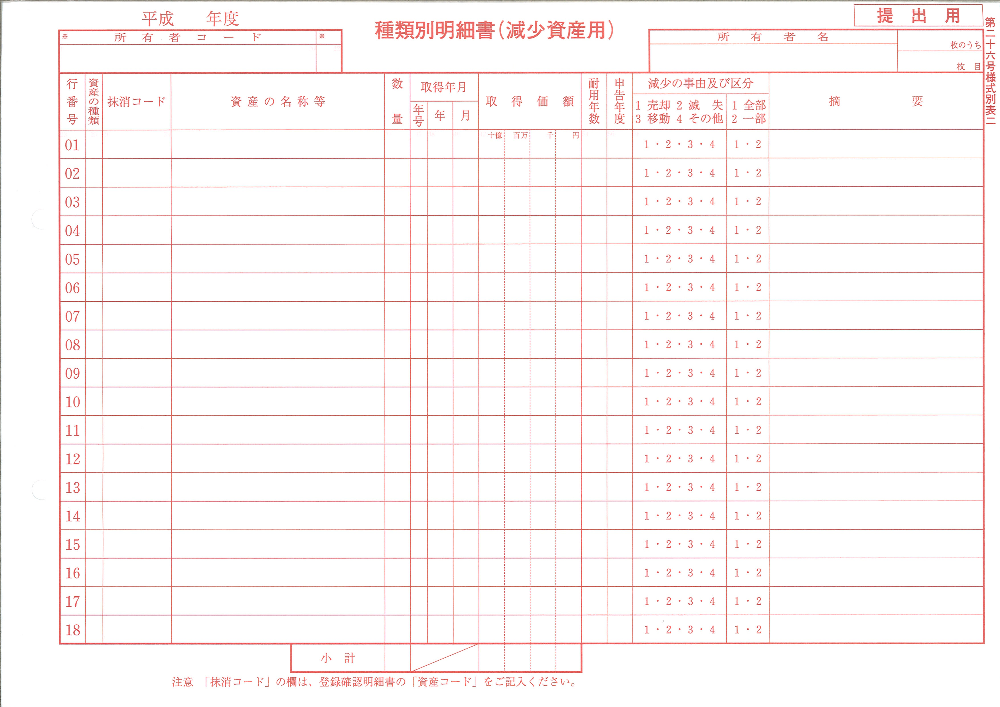 提 出 用
第二十六号様式別表二
平成　　年度
種類別明細書（減少資産用）
※ 所有者コード ※
所有者名
枚のうち
枚 目
行番号 資産の種類 抹消コード 資産の名称等 数量 取得年月 取得価額 耐用年数 申告年度 減少の事由及び区分 摘要
年号 年 月 1 売却 2 滅失 1 全部
3 移動 4 その他 2 一部
十億 百万 千 円
01 1・2・3・4 1・2
02 1・2・3・4 1・2
03 1・2・3・4 1・2
04 1・2・3・4 1・2
05 1・2・3・4 1・2
06 1・2・3・4 1・2
07 1・2・3・4 1・2
08 1・2・3・4 1・2
09 1・2・3・4 1・2
10 1・2・3・4 1・2
11 1・2・3・4 1・2
12 1・2・3・4 1・2
13 1・2・3・4 1・2
14 1・2・3・4 1・2
15 1・2・3・4 1・2
16 1・2・3・4 1・2
17 1・2・3・4 1・2
18 1・2・3・4 1・2
小 計
注意 「抹消コード」の欄は、登録確認明細書の「資産コード」をご記入ください。